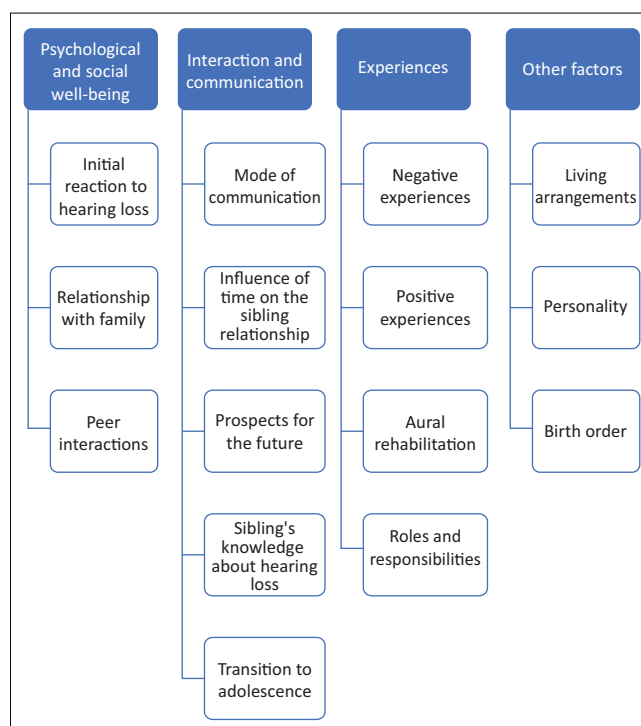 Psychological
and social
well-being
Initial
reaction to
hearing loss
Relationship
with family
Peer
interactions
Interaction and
communication
Mode of
communication
Influence of
time on the
sibling
relationship
Prospects for
the future
Sibling's
knowledge
about hearing
loss
Transition to
adolescence
Experiences
Negative
experiences
Positive
experiences
Aural
rehabilitation
Roles and
responsibilities
Other factors
Living
arrangements
Personality
Birth order